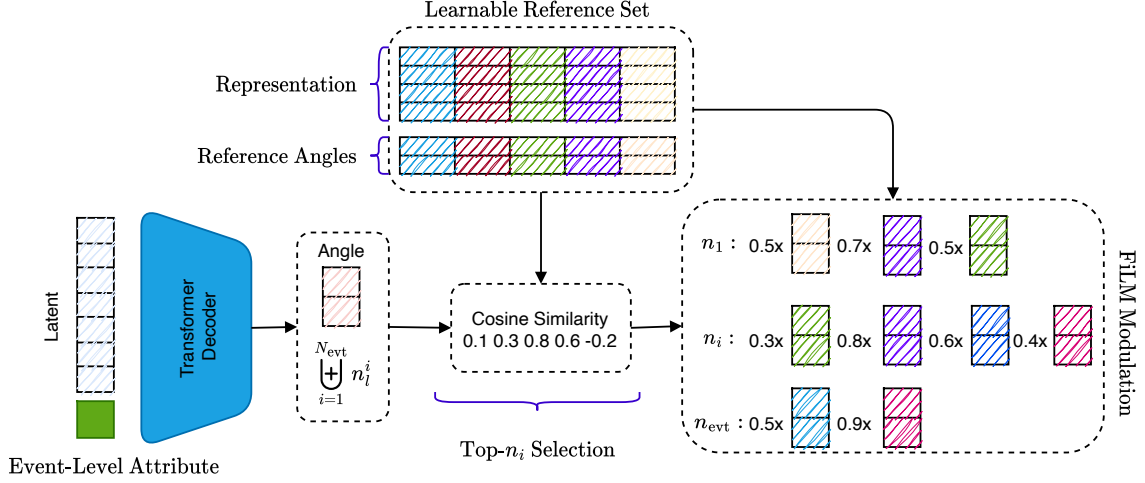 Learnable Reference Set
Representation
Reference Angles
Latent
Event-Level Attribute
Transformer
Decoder
Angle
N_evt
⊎ n_l^i
i=1
Cosine Similarity
0.1 0.3 0.8 0.6 -0.2
Top-n_i Selection
n_1 : 0.5x 0.7x 0.5x
n_i : 0.3x 0.8x 0.6x 0.4x
n_evt : 0.5x 0.9x
FiLM Modulation